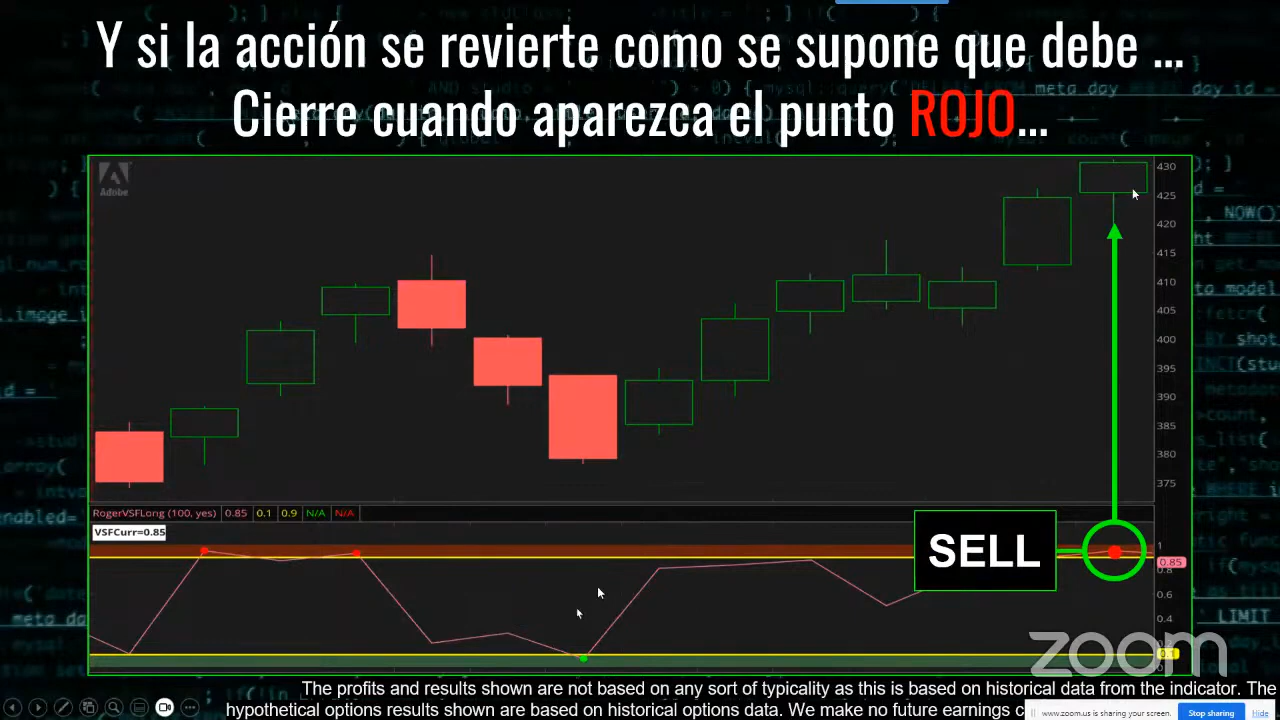 Y si la acción se revierte como se supone que debe ...
Cierre cuando aparezca el punto ROJO...
Adobe
430
425
420
415
410
405
400
395
390
385
380
375
RogerVSFLong (100, yes) 0.85 0.1 0.9 N/A N/A
VSFCurr=0.85
SELL
1
0.85
0.8
0.6
0.4
0.1
zoom
The profits and results shown are not based on any sort of typicality as this is based on historical data from the indicator. The
hypothetical options results shown are based on historical options data. We make no future earnings c
www.zoom.us is sharing your screen. Stop sharing Hide